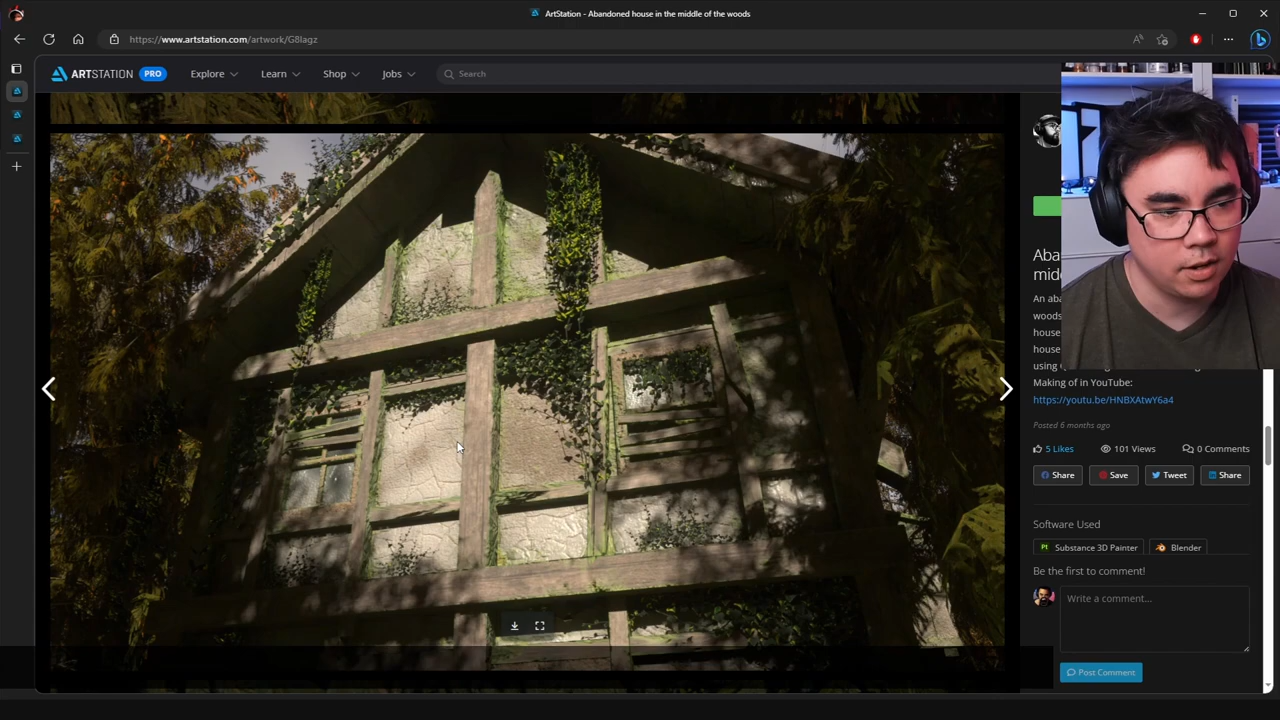 ArtStation - Abandoned house in the middle of the woods
https://www.artstation.com/artwork/G8lagz
ARTSTATION PRO Explore Learn Shop Jobs Search
An aba
woods
house
house
using
Making of in YouTube:
https://youtu.be/HNBXAtwY6a4
Posted 6 months ago
5 Likes 101 Views 0 Comments
Share Save Tweet Share
Software Used
Pt Substance 3D Painter Blender
Be the first to comment!
Write a comment...
Post Comment